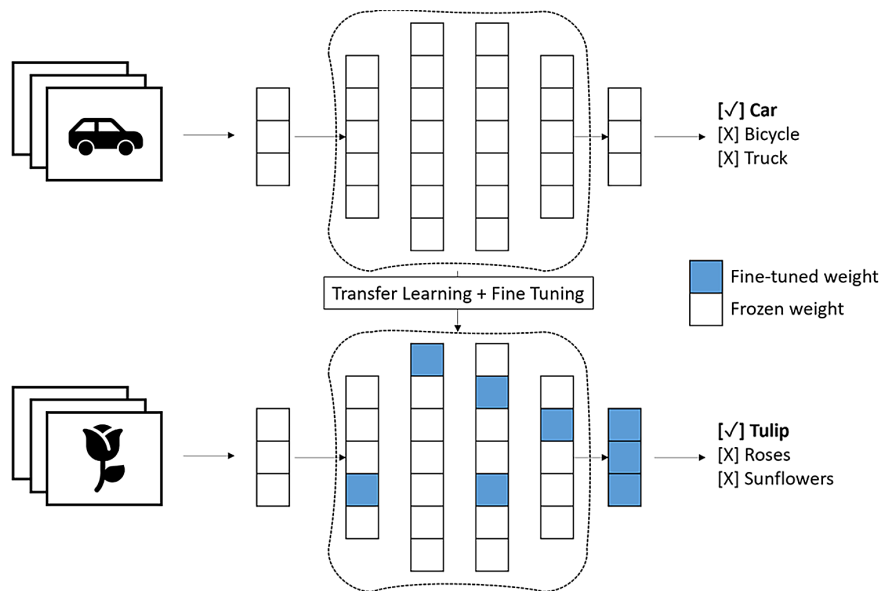 [✓] Car
[X] Bicycle
[X] Truck
Transfer Learning + Fine Tuning
Fine-tuned weight
Frozen weight
[✓] Tulip
[X] Roses
[X] Sunflowers